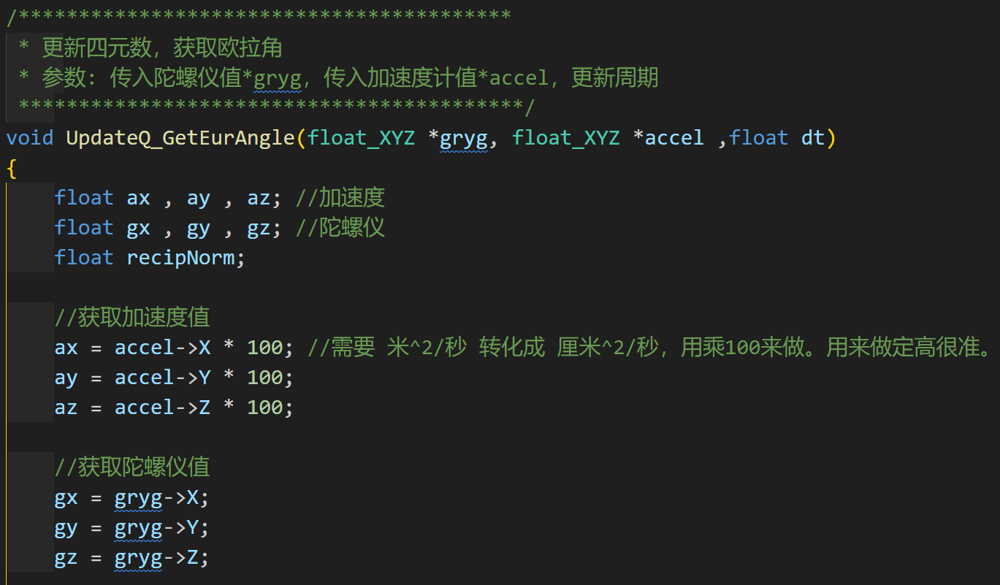 /*****************************************
* 更新四元数，获取欧拉角
* 参数：传入陀螺仪值*gryg，传入加速度计值*accel，更新周期
******************************************/
void UpdateQ_GetEurAngle(float_XYZ *gryg, float_XYZ *accel ,float dt)
{
float ax , ay , az; //加速度
float gx , gy , gz; //陀螺仪
float recipNorm;
//获取加速度值
ax = accel->X * 100; //需要 米^2/秒 转化成 厘米^2/秒，用乘100来做。用来做定高很准。
ay = accel->Y * 100;
az = accel->Z * 100;
//获取陀螺仪值
gx = gryg->X;
gy = gryg->Y;
gz = gryg->Z;